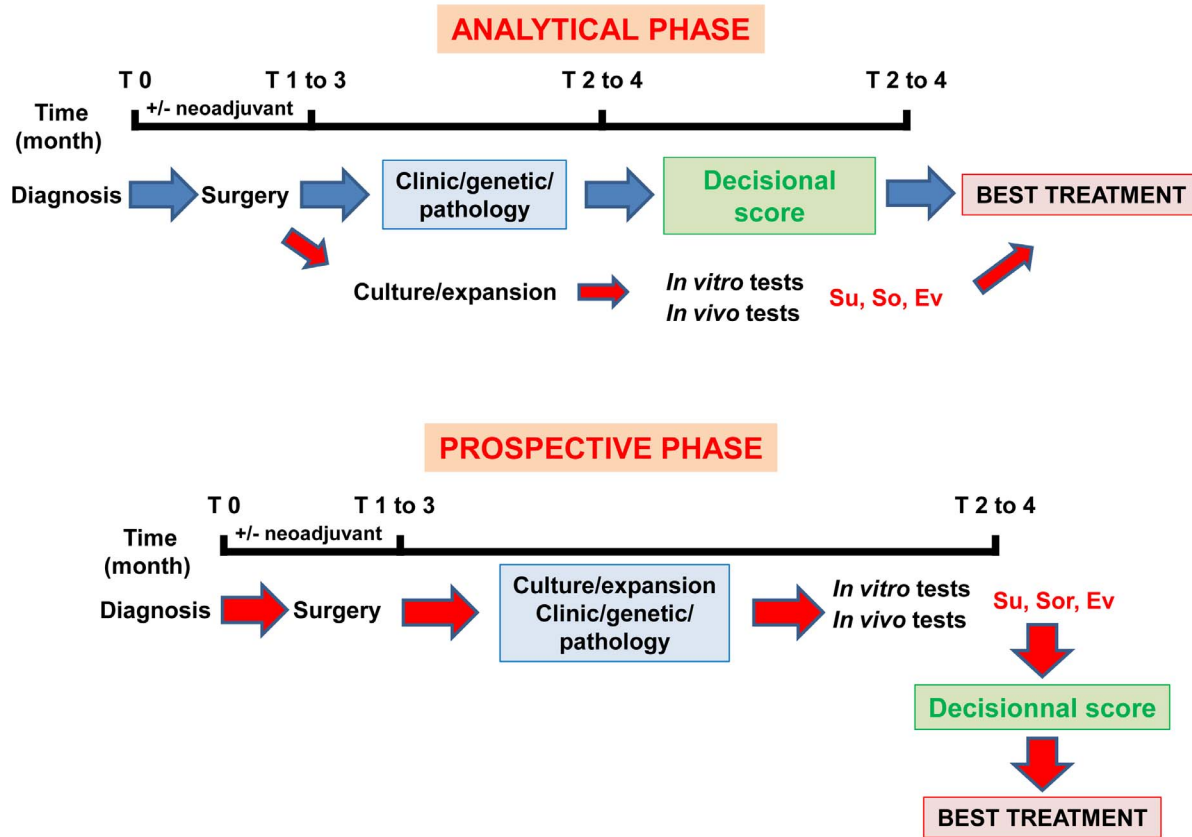 ANALYTICAL PHASE
T 0
T 1 to 3
T 2 to 4
T 2 to 4
Time
(month)
+/- neoadjuvant
Diagnosis
Surgery
Clinic/genetic/
pathology
Decisional
score
BEST TREATMENT
Culture/expansion
In vitro tests
In vivo tests
Su, So, Ev
PROSPECTIVE PHASE
T 0
T 1 to 3
T 2 to 4
Time
(month)
+/- neoadjuvant
Diagnosis
Surgery
Culture/expansion
Clinic/genetic/
pathology
In vitro tests
In vivo tests
Su, Sor, Ev
Decisionnal score
BEST TREATMENT